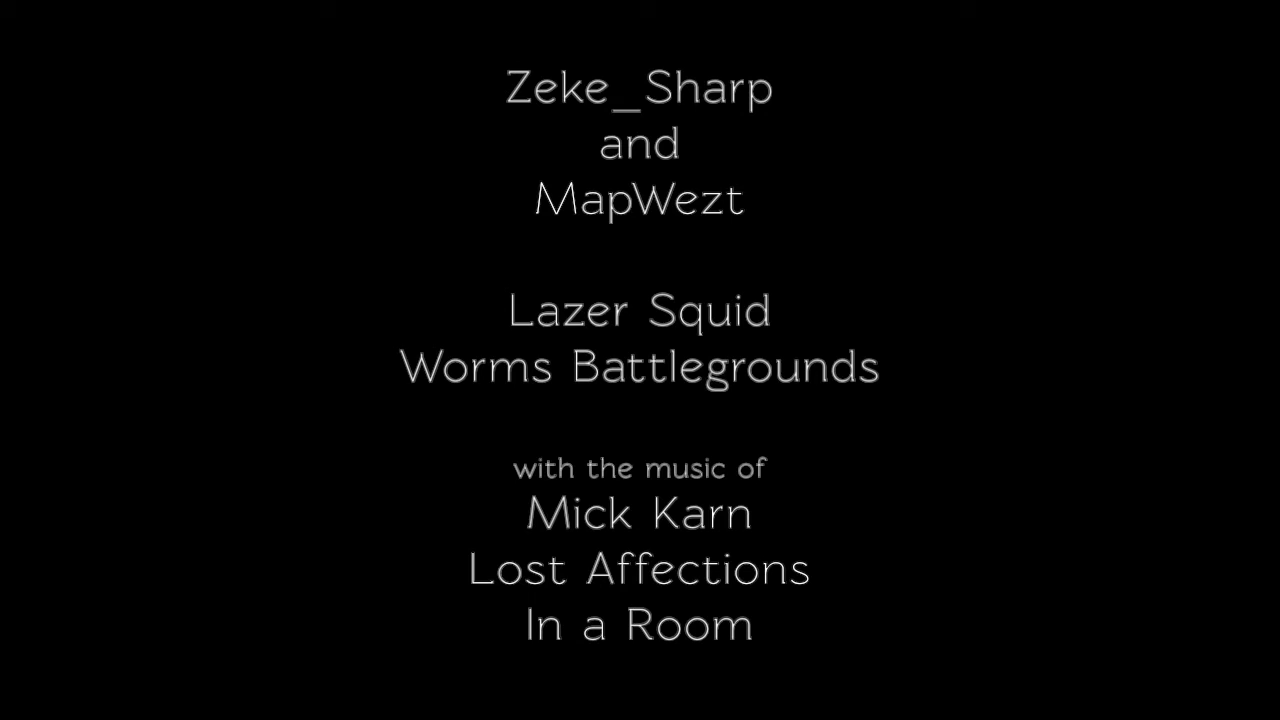 Zeke_Sharp
and
MapWezt
Lazer Squid
Worms Battlegrounds
with the music of
Mick Karn
Lost Affections
In a Room